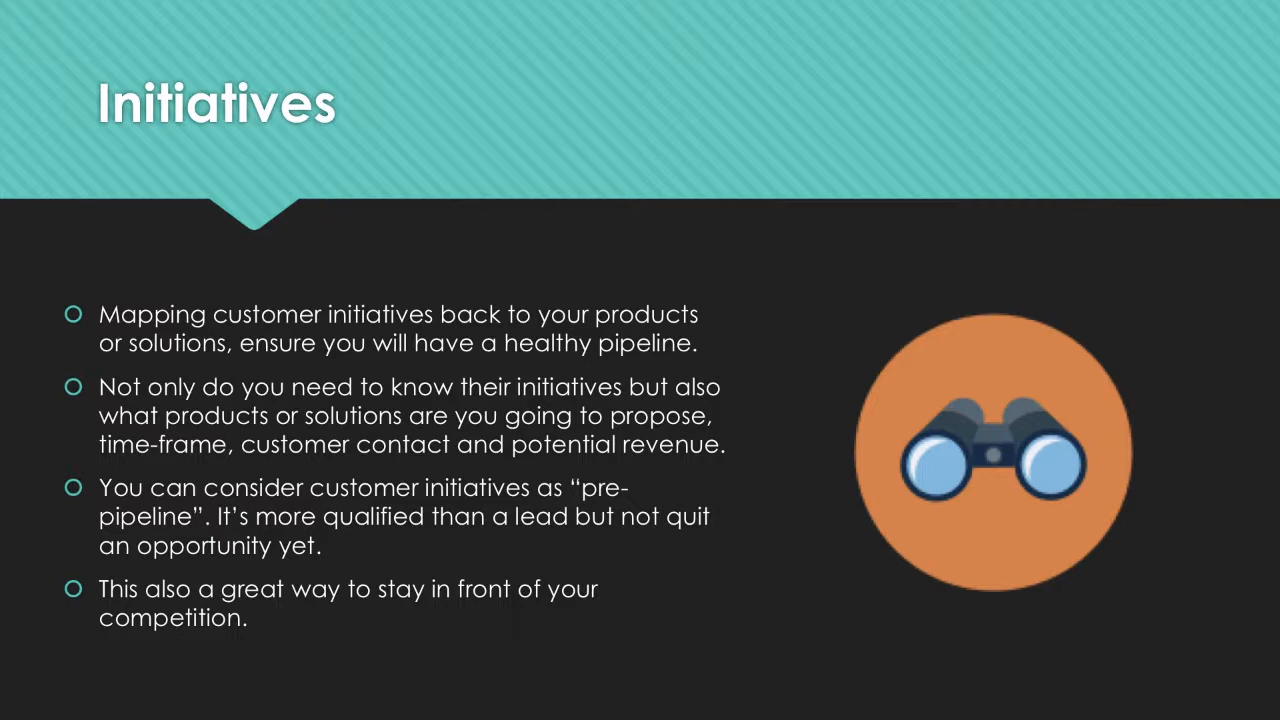 Initiatives
Mapping customer initiatives back to your products
or solutions, ensure you will have a healthy pipeline.
Not only do you need to know their initiatives but also
what products or solutions are you going to propose,
time-frame, customer contact and potential revenue.
You can consider customer initiatives as “pre-
pipeline”. It’s more qualified than a lead but not quit
an opportunity yet.
This also a great way to stay in front of your
competition.